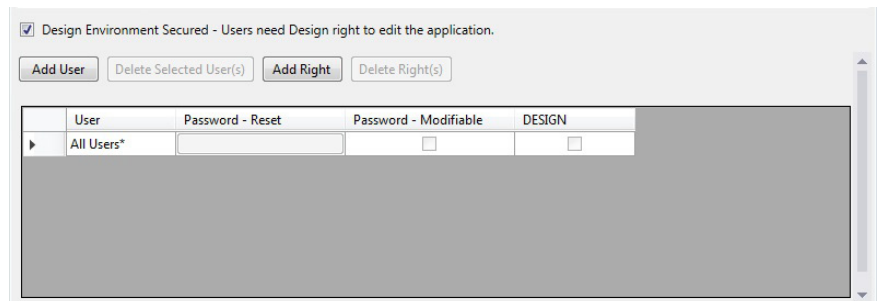 Design Environment Secured - Users need Design right to edit the application.
Add User Delete Selected User(s) Add Right Delete Right(s)
User Password - Reset Password - Modifiable DESIGN
All Users*